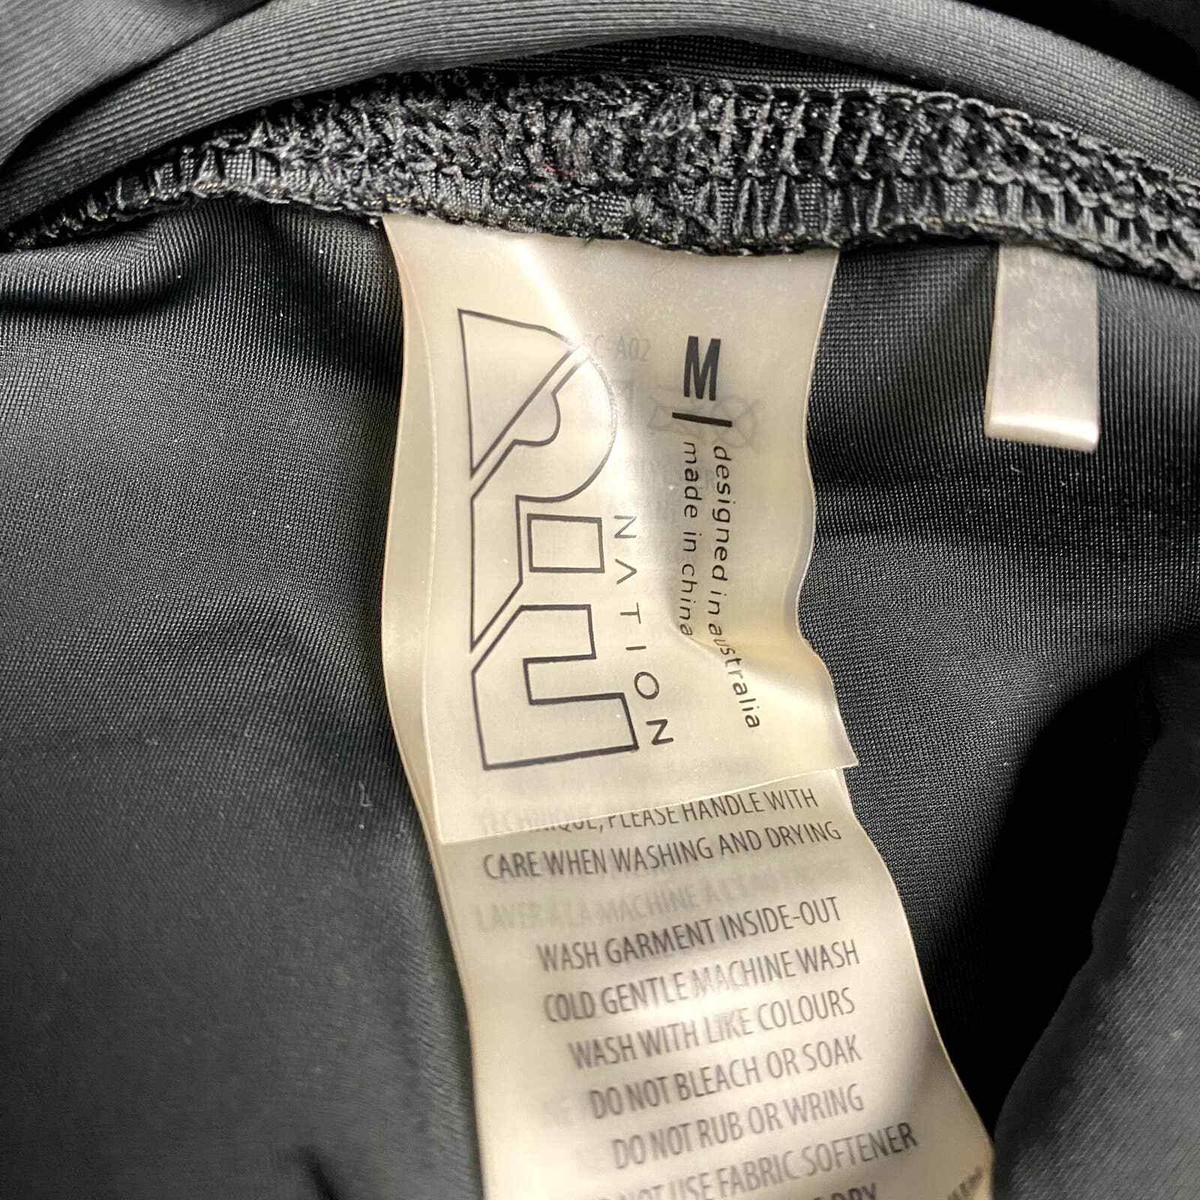 M
designed in australia
made in china
NATION
TECHNIQUE, PLEASE HANDLE WITH
CARE WHEN WASHING AND DRYING
WASH GARMENT INSIDE-OUT
COLD GENTLE MACHINE WASH
WASH WITH LIKE COLOURS
DO NOT BLEACH OR SOAK
DO NOT RUB OR WRING
NOT USE FABRIC SOFTENER
DRY